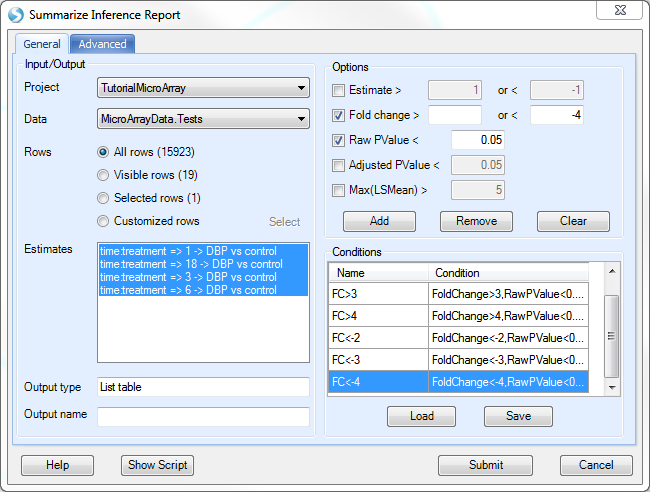 Summarize Inference Report
General
Advanced
Input/Output
Project
TutorialMicroArray
Data
MicroArrayData.Tests
Rows
All rows (15923)
Visible rows (19)
Selected rows (1)
Customized rows
Select
Estimates
time:treatment => 1 -> DBP vs control
time:treatment => 18 -> DBP vs control
time:treatment => 3 -> DBP vs control
time:treatment => 6 -> DBP vs control
Output type
List table
Output name
Options
Estimate > 1 or < -1
Fold change > or < -4
Raw PValue < 0.05
Adjusted PValue < 0.05
Max(LSMean) > 5
Add
Remove
Clear
Conditions
Name Condition
FC>3 FoldChange>3,RawPValue<0....
FC>4 FoldChange>4,RawPValue<0....
FC<-2 FoldChange<-2,RawPValue<0...
FC<-3 FoldChange<-3,RawPValue<0...
FC<-4 FoldChange<-4,RawPValue<0...
Load
Save
Help
Show Script
Submit
Cancel